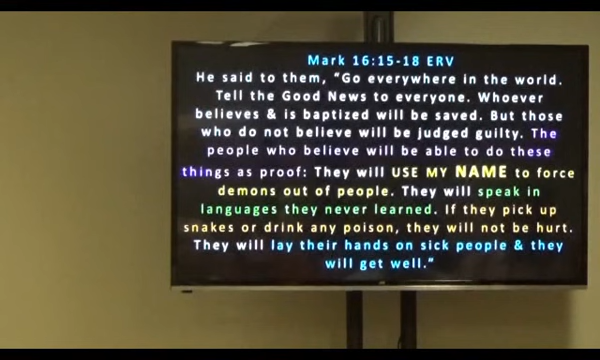 Mark 16:15-18 ERV
He said to them, "Go everywhere in the world.
Tell the Good News to everyone. Whoever
believes & is baptized will be saved. But those
who do not believe will be judged guilty. The
people who believe will be able to do these
things as proof: They will USE MY NAME to force
demons out of people. They will speak in
languages they never learned. If they pick up
snakes or drink any poison, they will not be hurt.
They will lay their hands on sick people & they
will get well."